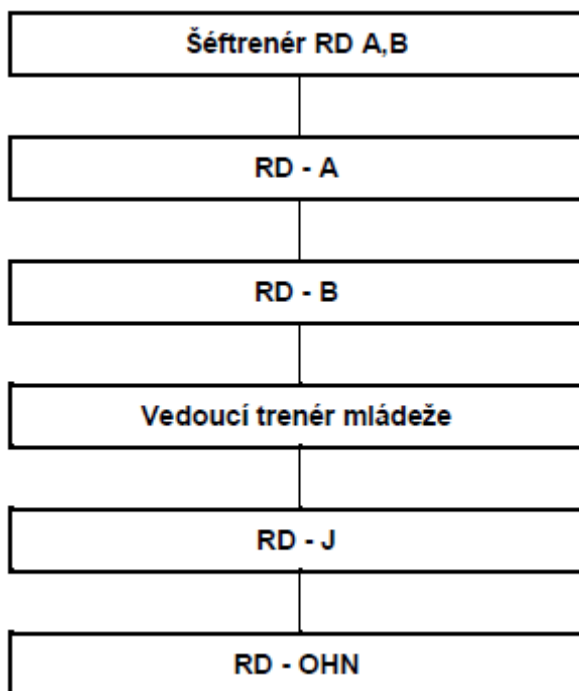 Šéftrenér RD A,B
RD - A
RD - B
Vedoucí trenér mládeže
RD - J
RD - OHN